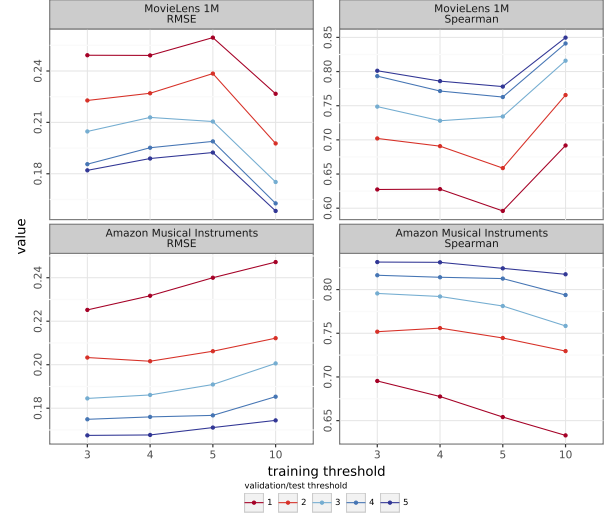 MovieLens 1M
RMSE
MovieLens 1M
Spearman
0.24
0.21
0.18
0.85
0.80
0.75
0.70
0.65
0.60
value
Amazon Musical Instruments
RMSE
Amazon Musical Instruments
Spearman
0.24
0.22
0.20
0.18
0.80
0.75
0.70
0.65
3 4 5 10
3 4 5 10
training threshold
validation/test threshold
1 2 3 4 5